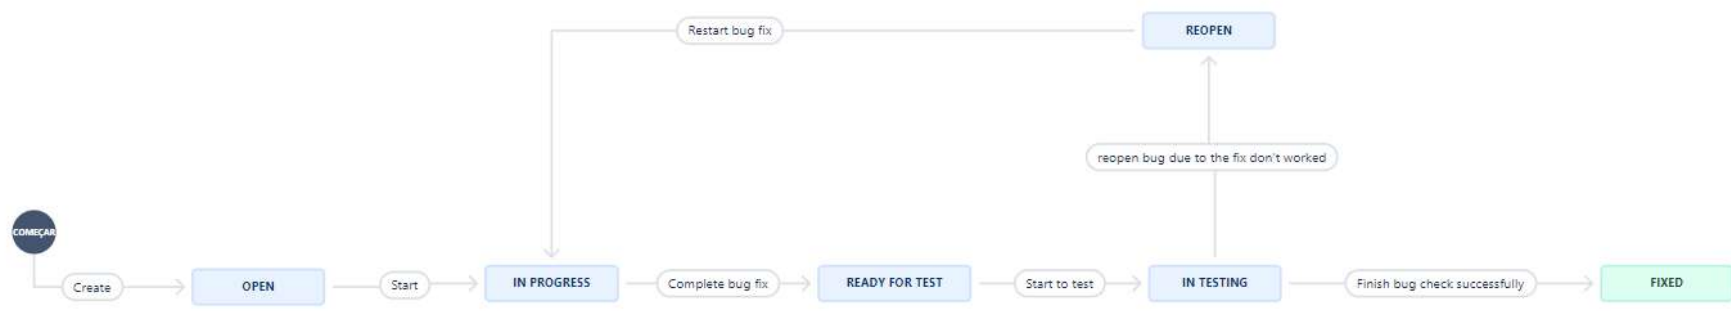 Restart bug fix
REOPEN
reopen bug due to the fix don't worked
COMEÇAR
Create
OPEN
Start
IN PROGRESS
Complete bug fix
READY FOR TEST
Start to test
IN TESTING
Finish bug check successfully
FIXED